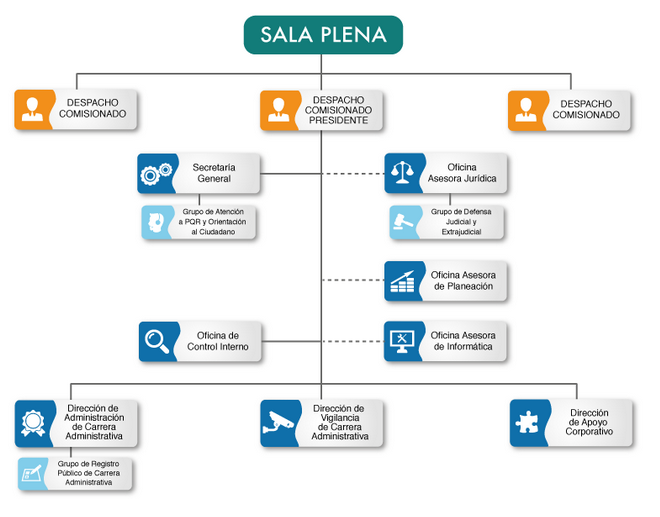 SALA PLENA
DESPACHO
COMISIONADO
DESPACHO
COMISIONADO
PRESIDENTE
DESPACHO
COMISIONADO
Secretaría
General
Oficina
Asesora Jurídica
Grupo de Atención
a PQR y Orientación
al Ciudadano
Grupo de Defensa
Judicial y
Extrajudicial
Oficina Asesora
de Planeación
Oficina de
Control Interno
Oficina Asesora
de Informática
Dirección de
Administración
de Carrera
Administrativa
Dirección de
Vigilancia
de Carrera
Administrativa
Dirección
de Apoyo
Corporativo
Grupo de Registro
Público de Carrera
Administrativa